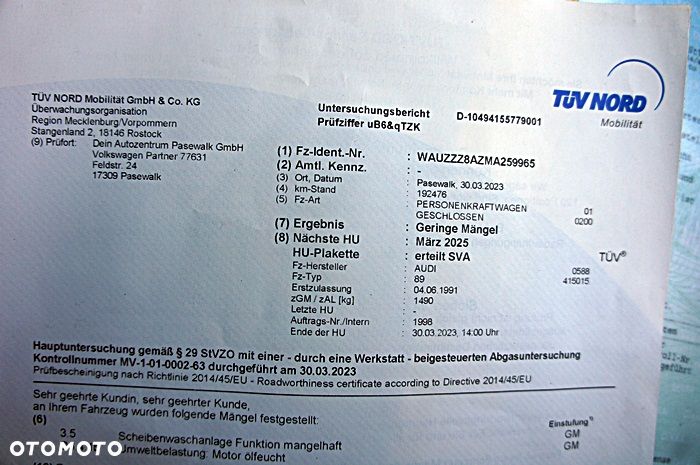 TÜV NORD Mobilität GmbH & Co. KG
Überwachungsorganisation
Region Mecklenburg/Vorpommern
Stangenland 2, 18146 Rostock
(9) Prüfort: Dein Autozentrum Pasewalk GmbH
Volkswagen Partner 77631
Feldstr. 24
17309 Pasewalk
Untersuchungsbericht D-10494155779001
Prüfziffer uB6&qTZK
TÜV NORD
Mobilität
(1) Fz-Ident.-Nr. : WAUZZZ8AZMA259965
(2) Amtl. Kennz. : -
(3) Ort, Datum : Pasewalk, 30.03.2023
(4) km-Stand : 192476
(5) Fz-Art : PERSONENKRAFTWAGEN 01
GESCHLOSSEN 0200
(7) Ergebnis : Geringe Mängel
(8) Nächste HU : März 2025
HU-Plakette : erteilt SVA TÜV®
Fz-Hersteller : AUDI 0588
Fz-Typ : 89 415015
Erstzulassung : 04.06.1991
zGM / zAL [kg] : 1490
Letzte HU : -
Auftrags-Nr./Intern : 1998
Ende der HU : 30.03.2023, 14:00 Uhr
Hauptuntersuchung gemäß § 29 StVZO mit einer - durch eine Werkstatt - beigesteuerten Abgasuntersuchung
Kontrollnummer MV-1-01-0002-63 durchgeführt am 30.03.2023
Prüfbescheinigung nach Richtlinie 2014/45/EU - Roadworthiness certificate according to Directive 2014/45/EU
Sehr geehrte Kundin, sehr geehrter Kunde,
an Ihrem Fahrzeug wurden folgende Mängel festgestellt:
(6) Einstufung
3.5 Scheibenwaschanlage Funktion mangelhaft GM
Umweltbelastung: Motor ölfeucht GM
OTOMOTO